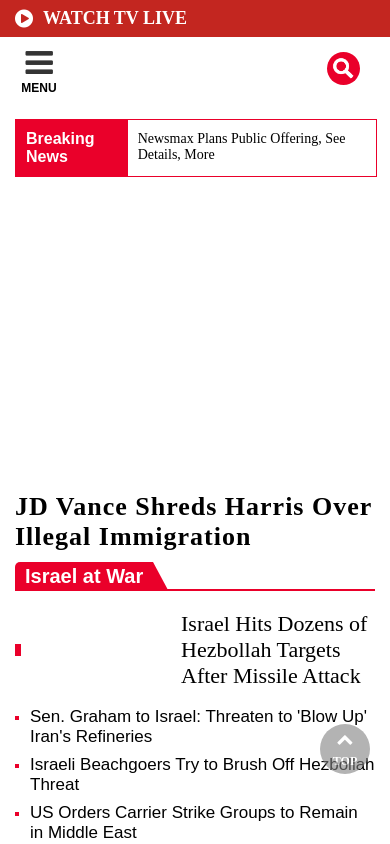 WATCH TV LIVE
MENU
Breaking
News
Newsmax Plans Public Offering, See
Details, More
JD Vance Shreds Harris Over
Illegal Immigration
Israel at War
Israel Hits Dozens of
Hezbollah Targets
After Missile Attack
Sen. Graham to Israel: Threaten to 'Blow Up'
Iran's Refineries
Israeli Beachgoers Try to Brush Off Hezbollah
Threat
TOP
US Orders Carrier Strike Groups to Remain
in Middle East